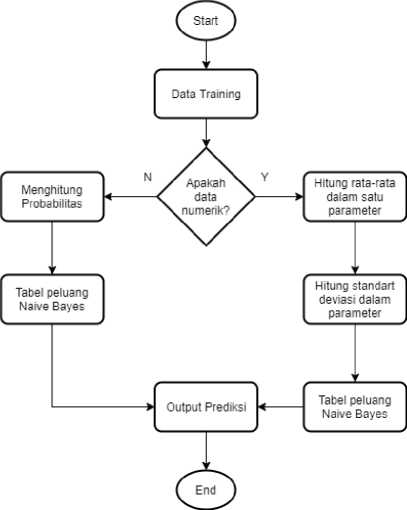 Start
Data Training
N
Apakah
data
numerik?
Y
Menghitung
Probabilitas
Hitung rata-rata
dalam satu
parameter
Tabel peluang
Naive Bayes
Hitung standart
deviasi dalam
parameter
Output Prediksi
Tabel peluang
Naive Bayes
End